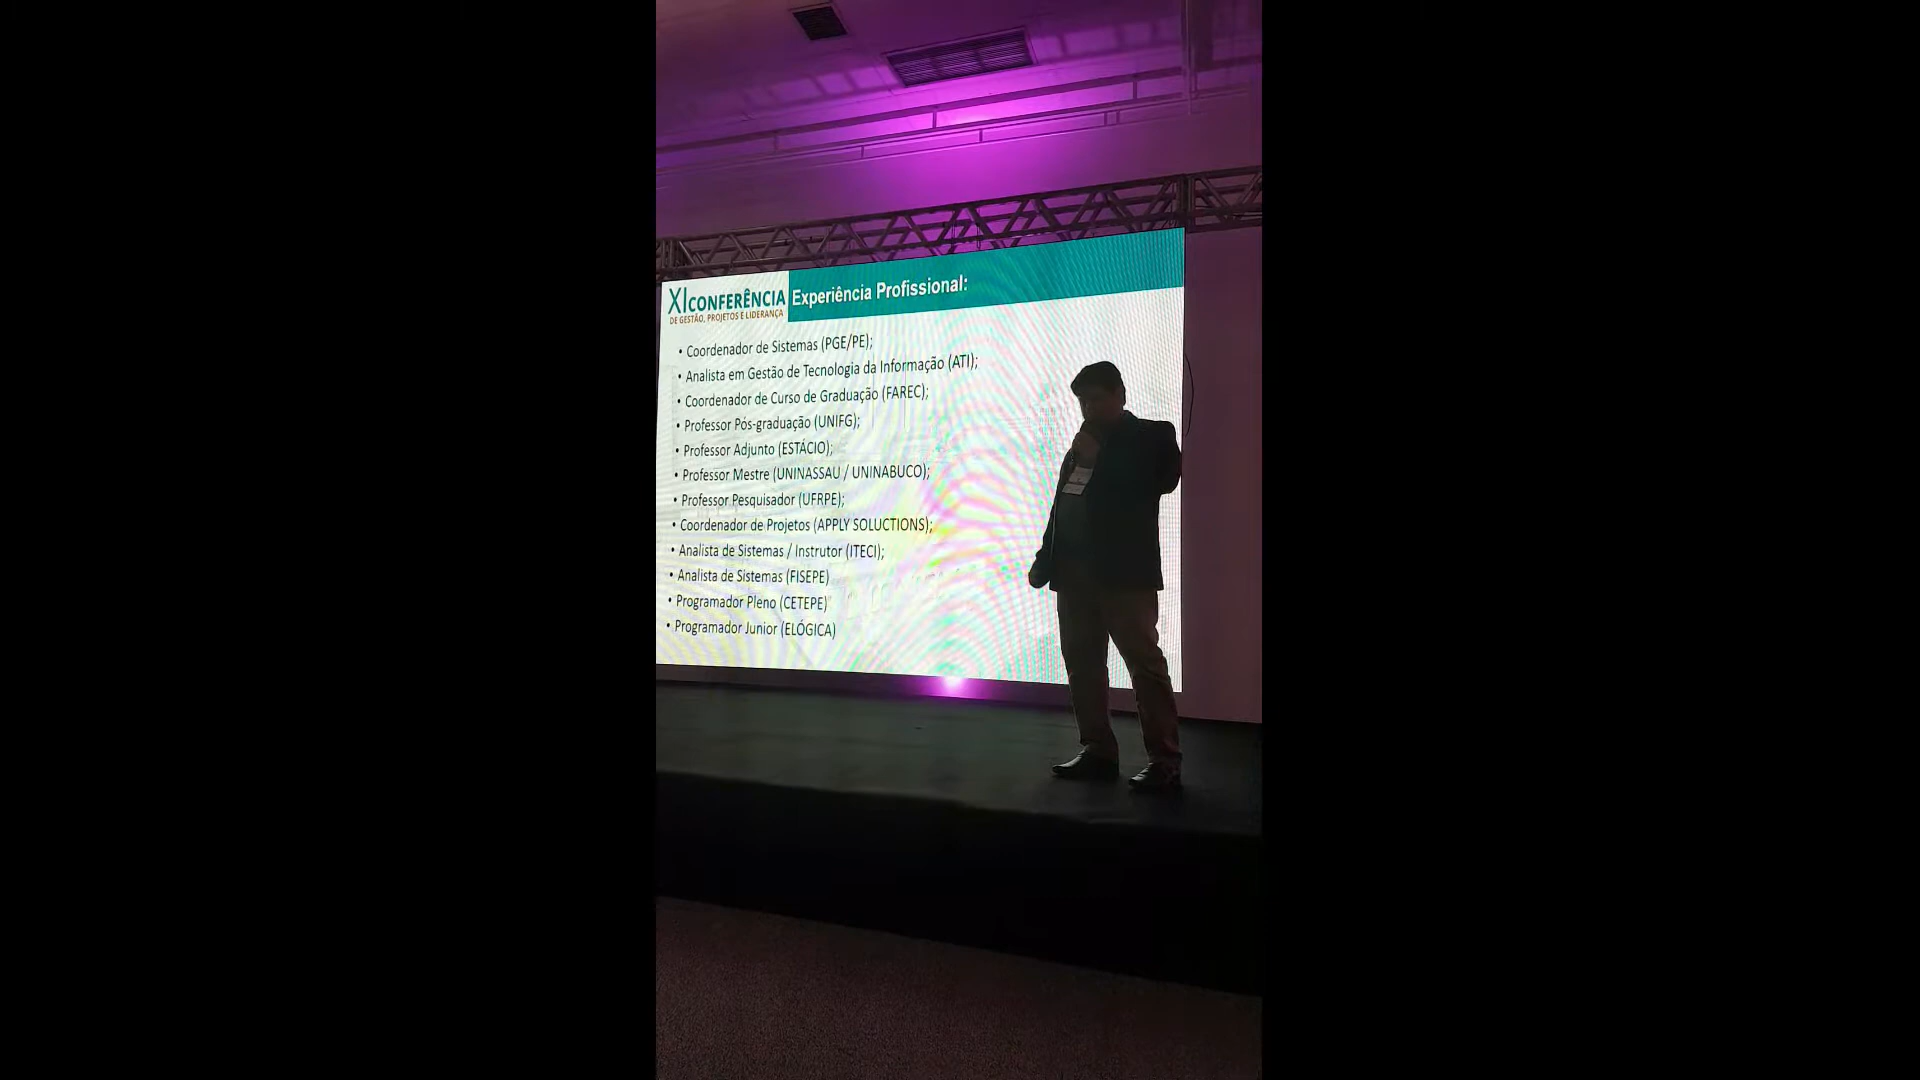 XI CONFERÊNCIA
DE GESTÃO, PROJETOS E LIDERANÇA
Experiência Profissional:
• Coordenador de Sistemas (PGE/PE);
• Analista em Gestão de Tecnologia da Informação (ATI);
• Coordenador de Curso de Graduação (FAREC);
• Professor Pós-graduação (UNIFG);
• Professor Adjunto (ESTÁCIO);
• Professor Mestre (UNINASSAU / UNINABUCO);
• Professor Pesquisador (UFRPE);
• Coordenador de Projetos (APPLY SOLUCTIONS);
• Analista de Sistemas / Instrutor (ITECI);
• Analista de Sistemas (FISEPE)
• Programador Pleno (CETEPE)
• Programador Junior (ELÓGICA)